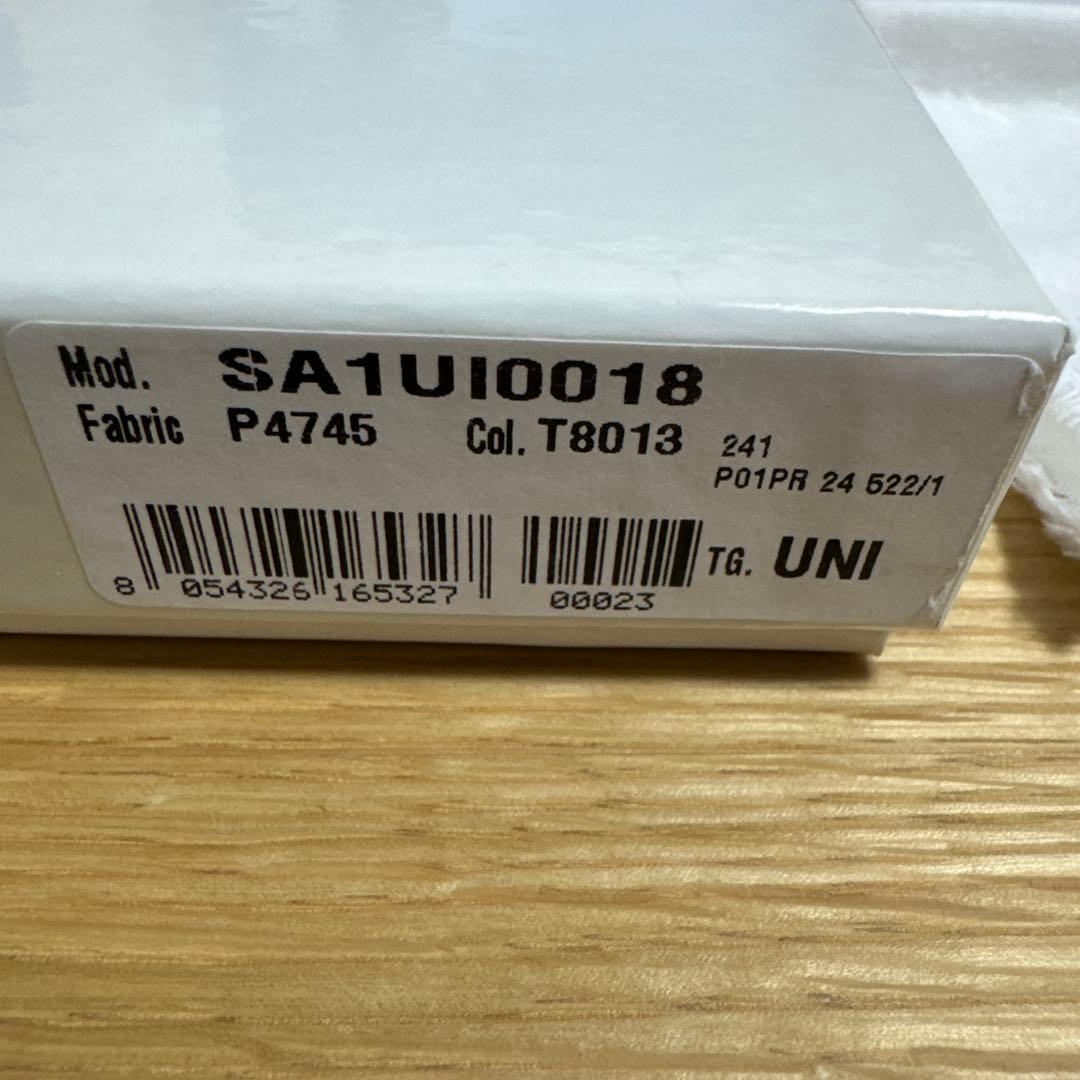 Mod. SA1UI0018
Fabric P4745 Col. T8013 241
P01PR 24 522/1
TG. UNI
8 054326 165327 00023